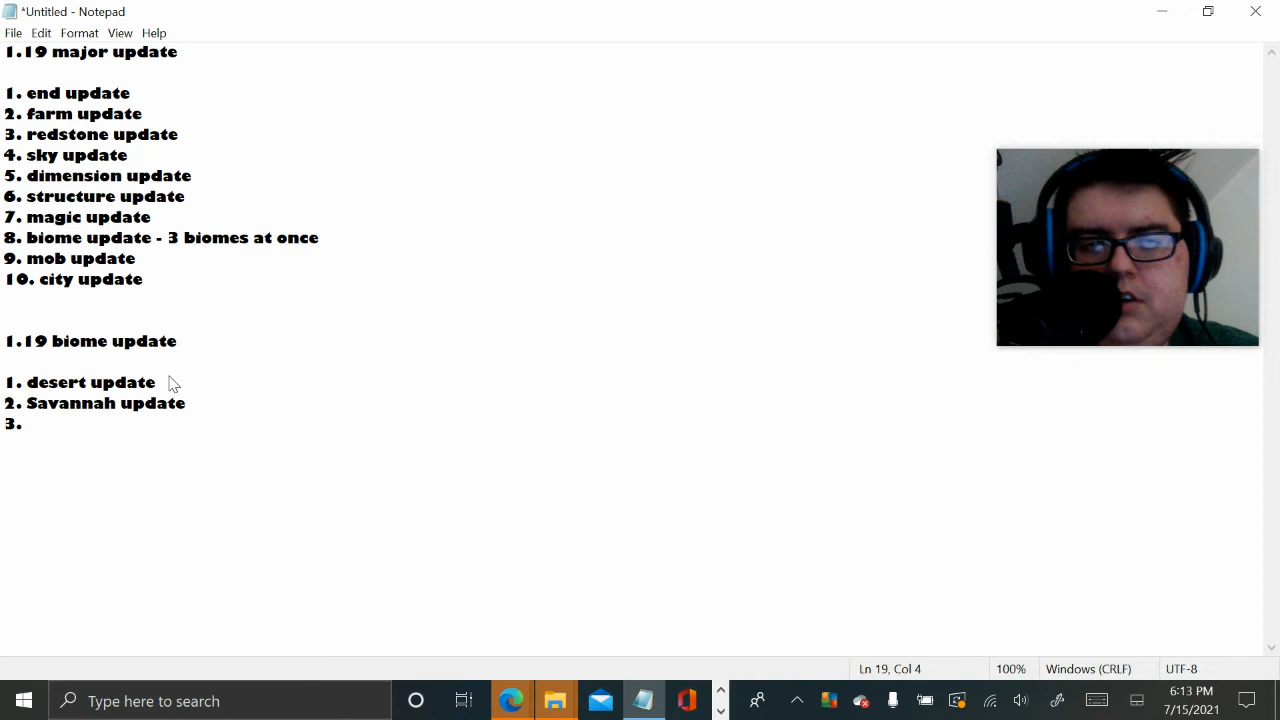 *Untitled - Notepad
File Edit Format View Help
1.19 major update
1. end update
2. farm update
3. redstone update
4. sky update
5. dimension update
6. structure update
7. magic update
8. biome update - 3 biomes at once
9. mob update
10. city update
1.19 biome update
1. desert update
2. Savannah update
3.
Ln 19, Col 4 100% Windows (CRLF) UTF-8
Type here to search
6:13 PM
7/15/2021